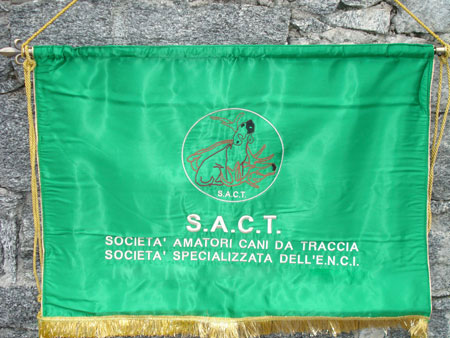 S.A.C.T.
S.A.C.T.
SOCIETA' AMATORI CANI DA TRACCIA
SOCIETA' SPECIALIZZATA DELL'E.N.C.I.